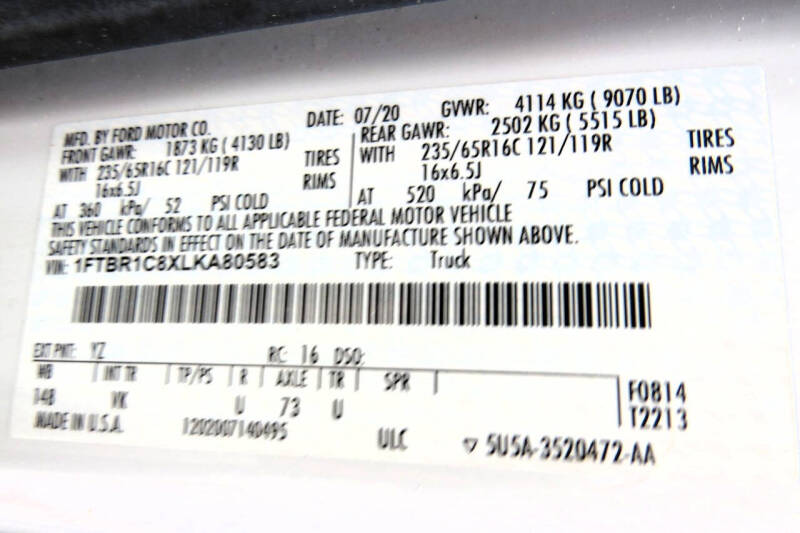 MFD. BY FORD MOTOR CO. DATE: 07/20 GVWR: 4114 KG ( 9070 LB)
FRONT GAWR: 1873 KG ( 4130 LB) REAR GAWR: 2502 KG ( 5515 LB)
WITH 235/65R16C 121/119R TIRES WITH 235/65R16C 121/119R TIRES
16x6.5J RIMS 16x6.5J RIMS
AT 360 kPa/ 52 PSI COLD AT 520 kPa/ 75 PSI COLD
THIS VEHICLE CONFORMS TO ALL APPLICABLE FEDERAL MOTOR VEHICLE
SAFETY STANDARDS IN EFFECT ON THE DATE OF MANUFACTURE SHOWN ABOVE.
VIN: 1FTBR1C8XLKA80583 TYPE: Truck
EXT PNT: YZ RC: 16 DSO:
WB INT TR TP/PS R AXLE TR SPR F0814
148 VK U 73 U T2213
MADE IN U.S.A. 1202007140495 ULC ▽ 5U5A-3520472-AA